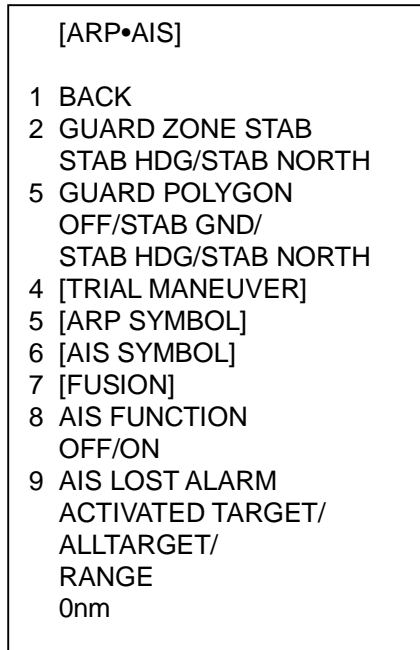 [ARP•AIS]
1 BACK
2 GUARD ZONE STAB
STAB HDG/STAB NORTH
5 GUARD POLYGON
OFF/STAB GND/
STAB HDG/STAB NORTH
4 [TRIAL MANEUVER]
5 [ARP SYMBOL]
6 [AIS SYMBOL]
7 [FUSION]
8 AIS FUNCTION
OFF/ON
9 AIS LOST ALARM
ACTIVATED TARGET/
ALLTARGET/
RANGE
0nm